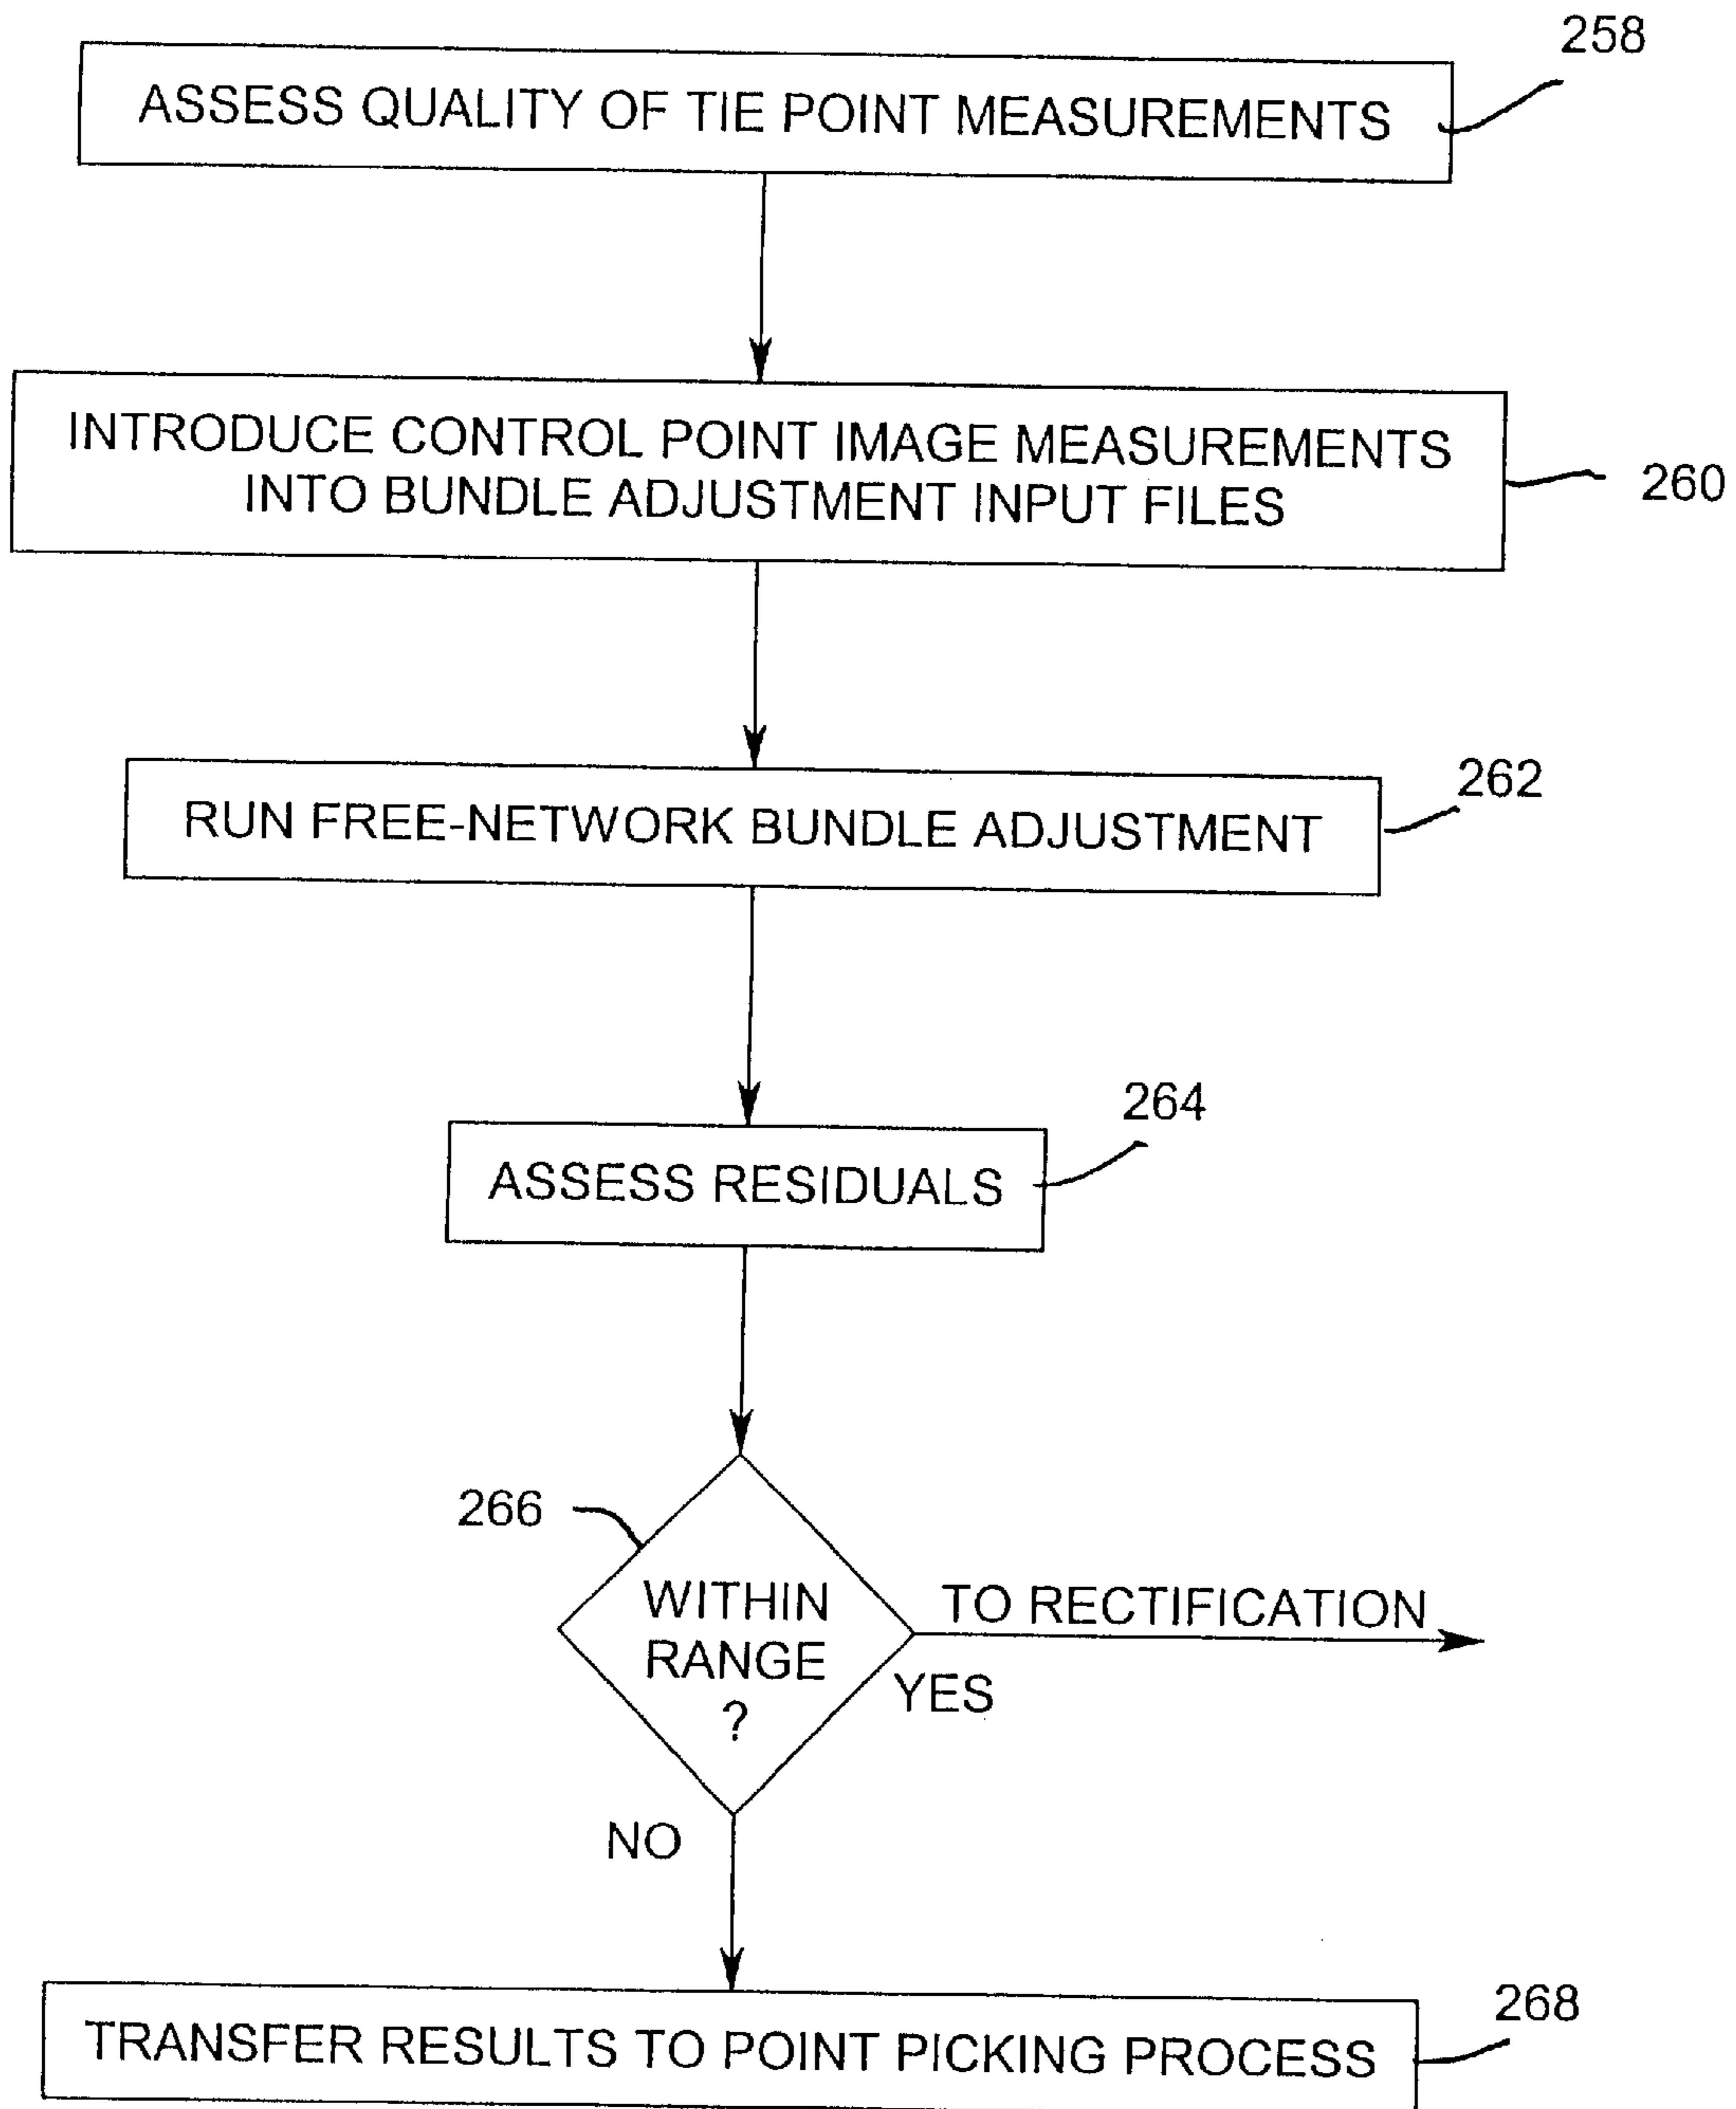 258
ASSESS QUALITY OF TIE POINT MEASUREMENTS
INTRODUCE CONTROL POINT IMAGE MEASUREMENTS
INTO BUNDLE ADJUSTMENT INPUT FILES
260
262
RUN FREE-NETWORK BUNDLE ADJUSTMENT
264
ASSESS RESIDUALS
266
WITHIN
RANGE
?
TO RECTIFICATION
YES
NO
268
TRANSFER RESULTS TO POINT PICKING PROCESS